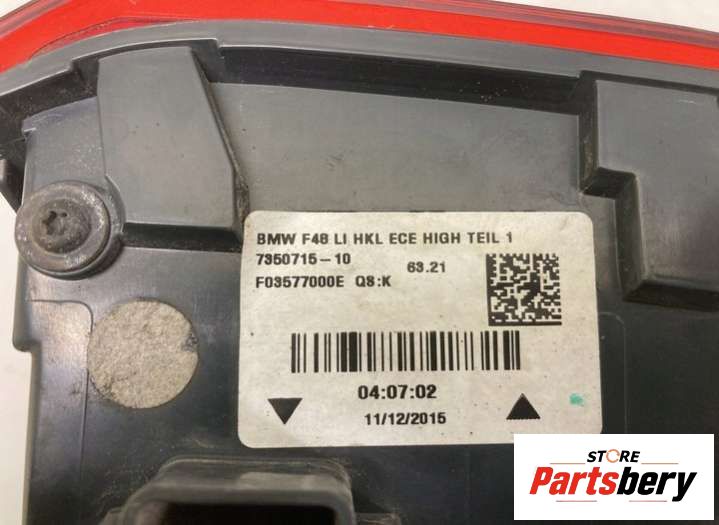 BMW F48 LI HKL ECE HIGH TEIL 1
7350715-10 63.21
F03577000E QS:K
04:07:02
11/12/2015
STORE
Partsbery